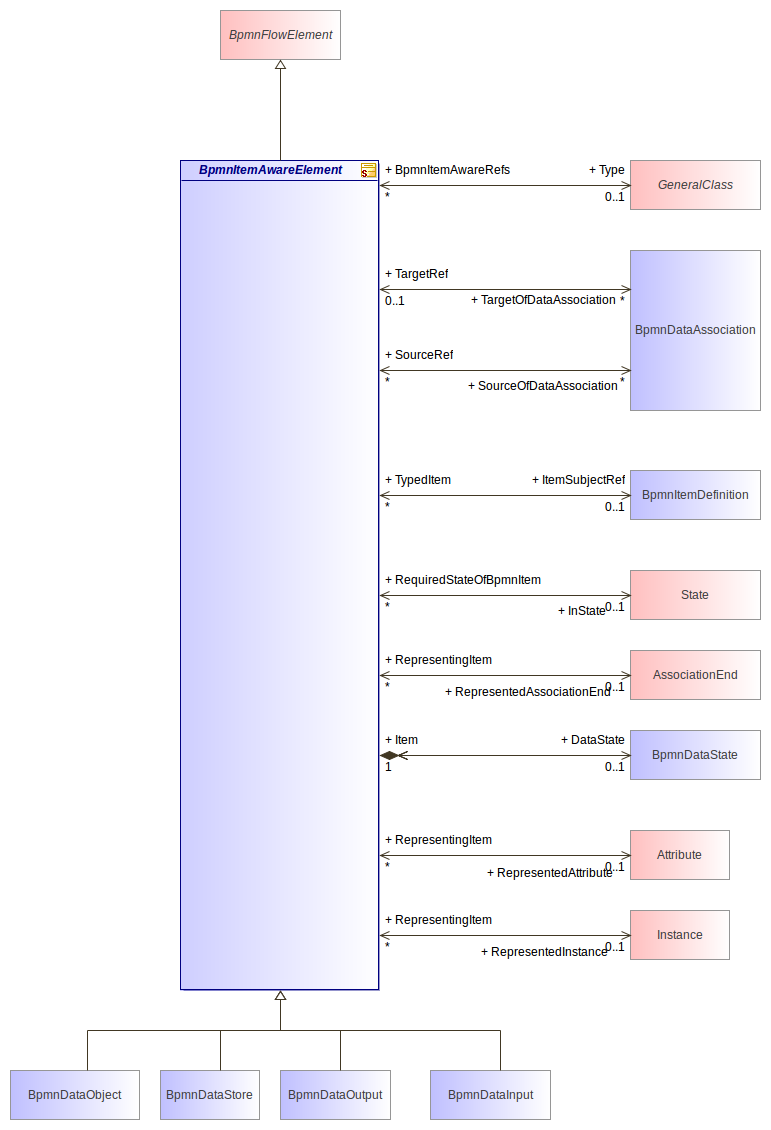 BpmnFlowElement
BpmnItemAwareElement
+ BpmnItemAwareRefs
+ Type
*
0..1
GeneralClass
+ TargetRef
0..1
+ TargetOfDataAssociation
*
+ SourceRef
*
+ SourceOfDataAssociation
*
BpmnDataAssociation
+ TypedItem
+ ItemSubjectRef
*
0..1
BpmnItemDefinition
+ RequiredStateOfBpmnItem
*
+ InState
0..1
State
+ RepresentingItem
*
+ RepresentedAssociationEnd
0..1
AssociationEnd
+ Item
+ DataState
1
0..1
BpmnDataState
+ RepresentingItem
*
+ RepresentedAttribute
0..1
Attribute
+ RepresentingItem
*
+ RepresentedInstance
0..1
Instance
BpmnDataObject
BpmnDataStore
BpmnDataOutput
BpmnDataInput